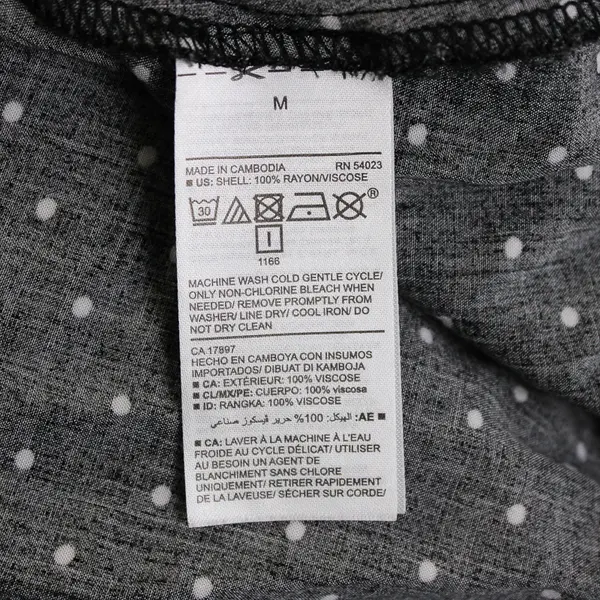 M
MADE IN CAMBODIA RN 54023
■ US: SHELL: 100% RAYON/VISCOSE
30 ®
I
1166
MACHINE WASH COLD GENTLE CYCLE/
ONLY NON-CHLORINE BLEACH WHEN
NEEDED/ REMOVE PROMPTLY FROM
WASHER/ LINE DRY/ COOL IRON/ DO
NOT DRY CLEAN
CA 17897
HECHO EN CAMBOYA CON INSUMOS
IMPORTADOS/ DIBUAT DI KAMBOJA
■ CA: EXTÉRIEUR: 100% VISCOSE
■ CL/MX/PE: CUERPO: 100% viscosa
■ ID: RANGKA: 100% VISCOSE
■ AE: الهيكل: 100% حرير فيسكوز صناعي
■ CA: LAVER À LA MACHINE À L'EAU
FROIDE AU CYCLE DÉLICAT/ UTILISER
AU BESOIN UN AGENT DE
BLANCHIMENT SANS CHLORE
UNIQUEMENT/ RETIRER RAPIDEMENT
DE LA LAVEUSE/ SÉCHER SUR CORDE/